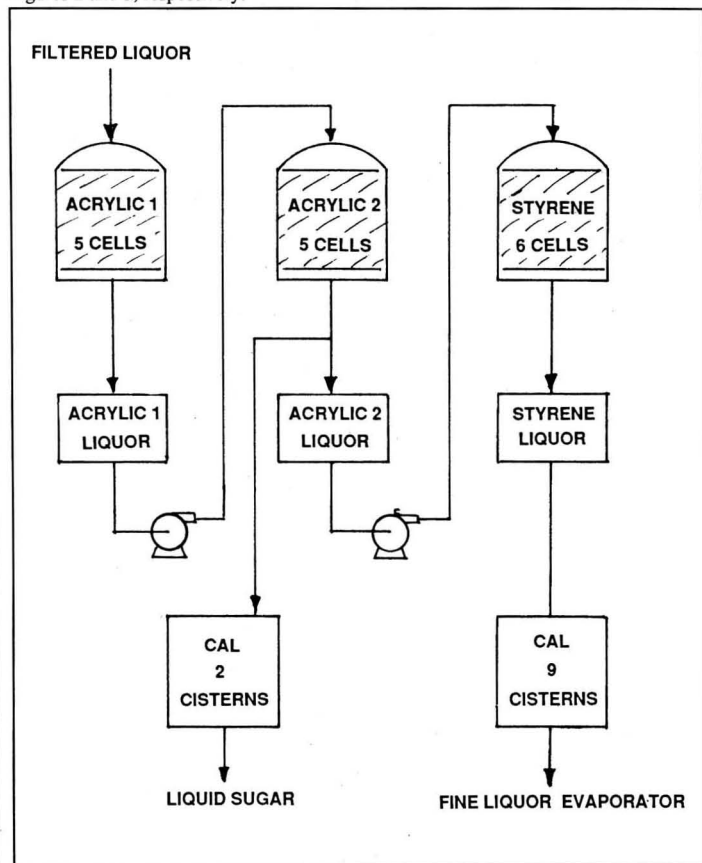 FILTERED LIQUOR
ACRYLIC 1
5 CELLS
ACRYLIC 2
5 CELLS
STYRENE
6 CELLS
ACRYLIC 1
LIQUOR
ACRYLIC 2
LIQUOR
STYRENE
LIQUOR
CAL
2
CISTERNS
CAL
9
CISTERNS
LIQUID SUGAR
FINE LIQUOR EVAPORATOR